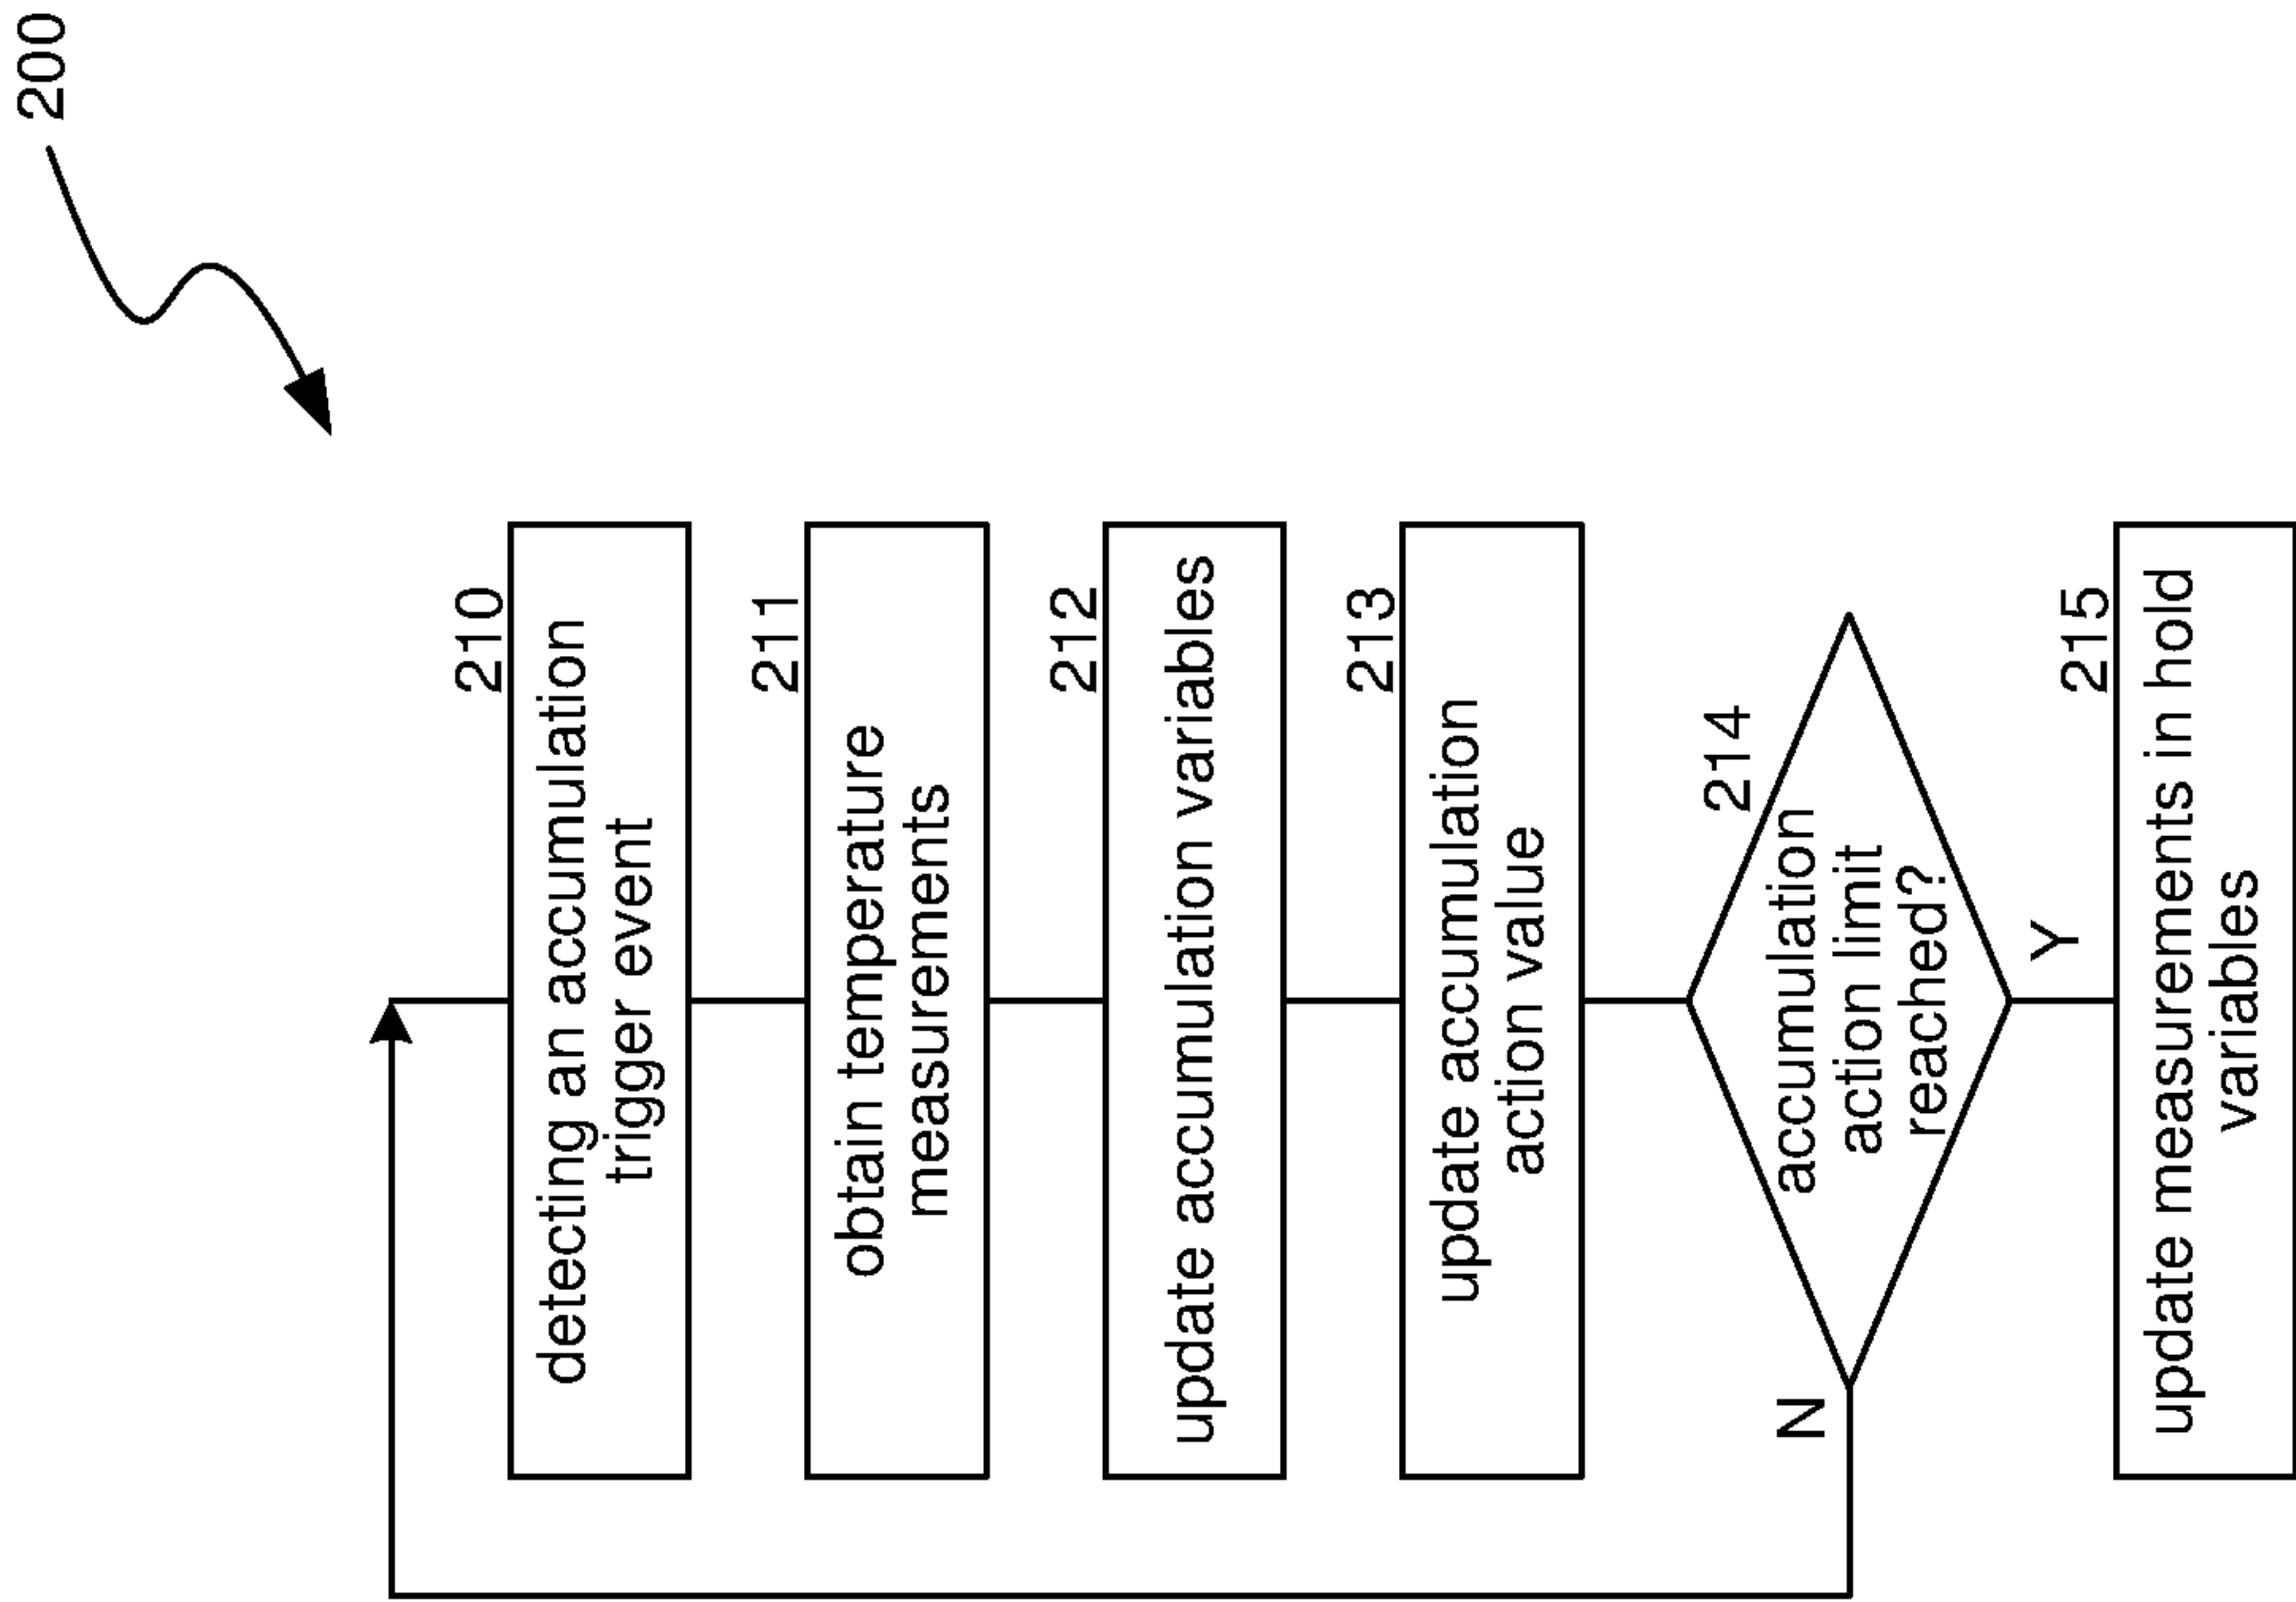 200
210
detecting an accumulation
trigger event
211
obtain temperature
measurements
212
update accumulation variables
213
update accumulation
action value
214
accumulation
action limit
reached?
N
Y
215
update measurements in hold
variables